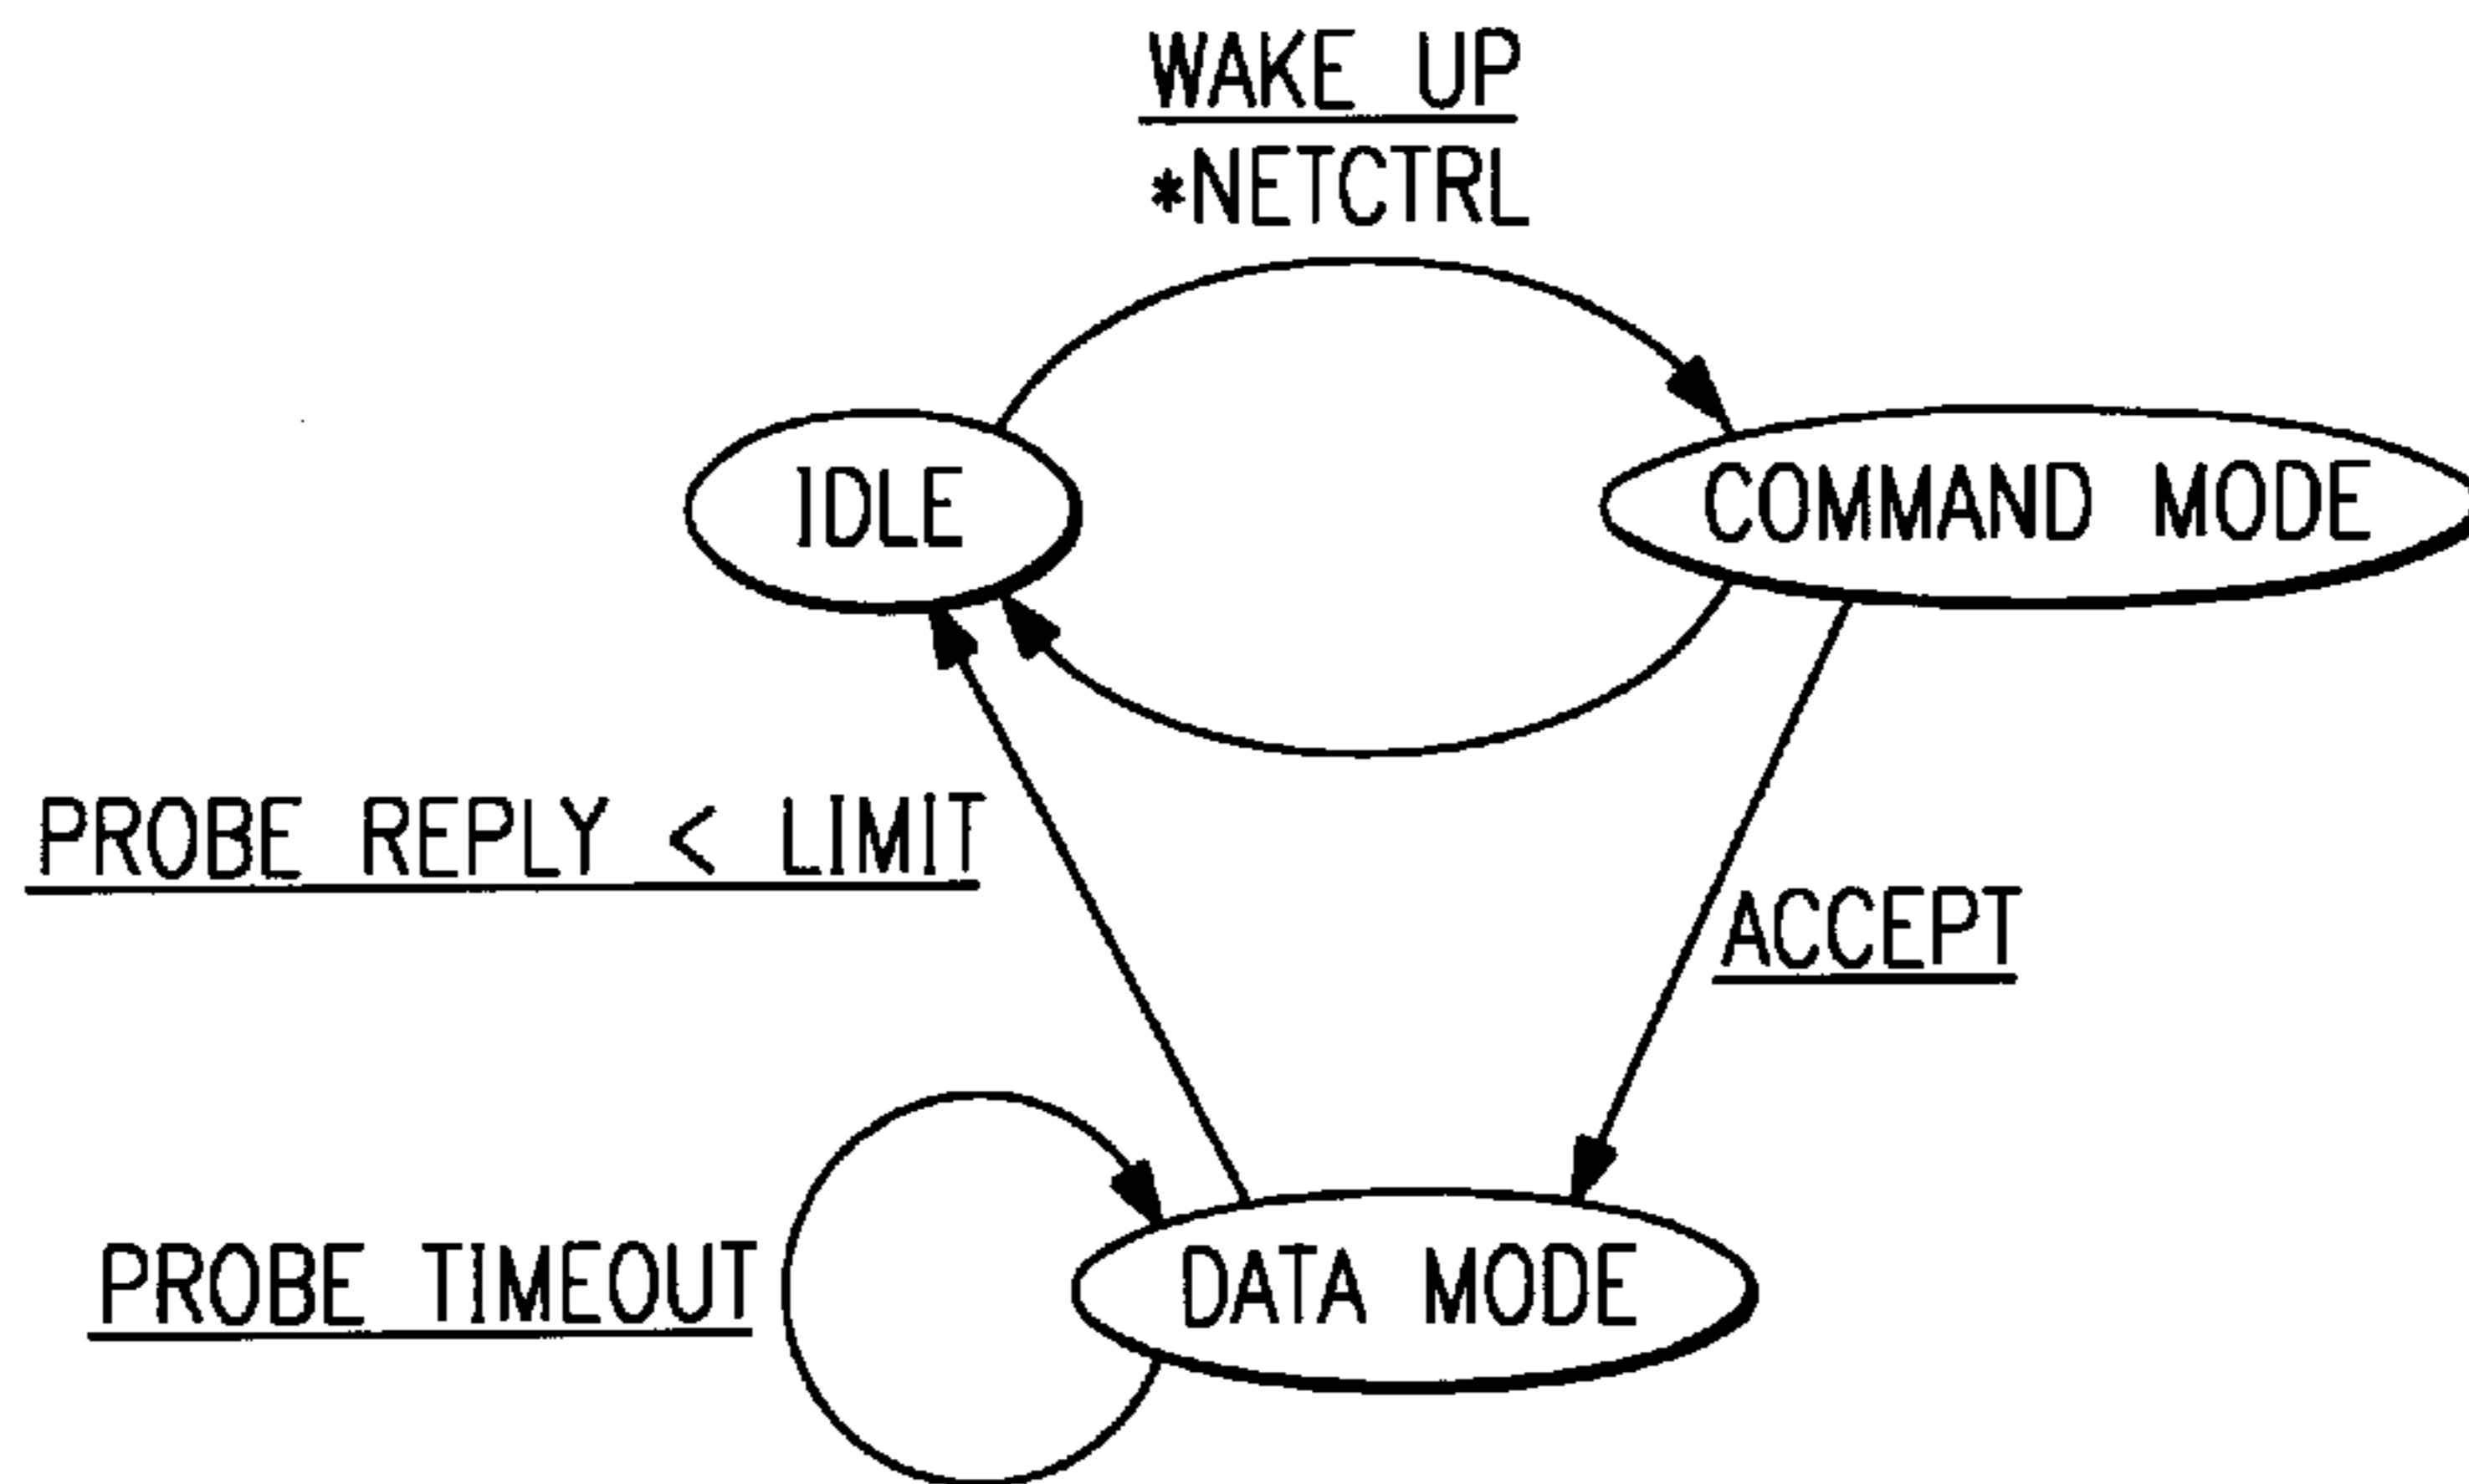 WAKE UP
*NETCTRL
IDLE
COMMAND MODE
PROBE REPLY < LIMIT
ACCEPT
PROBE TIMEOUT
DATA MODE